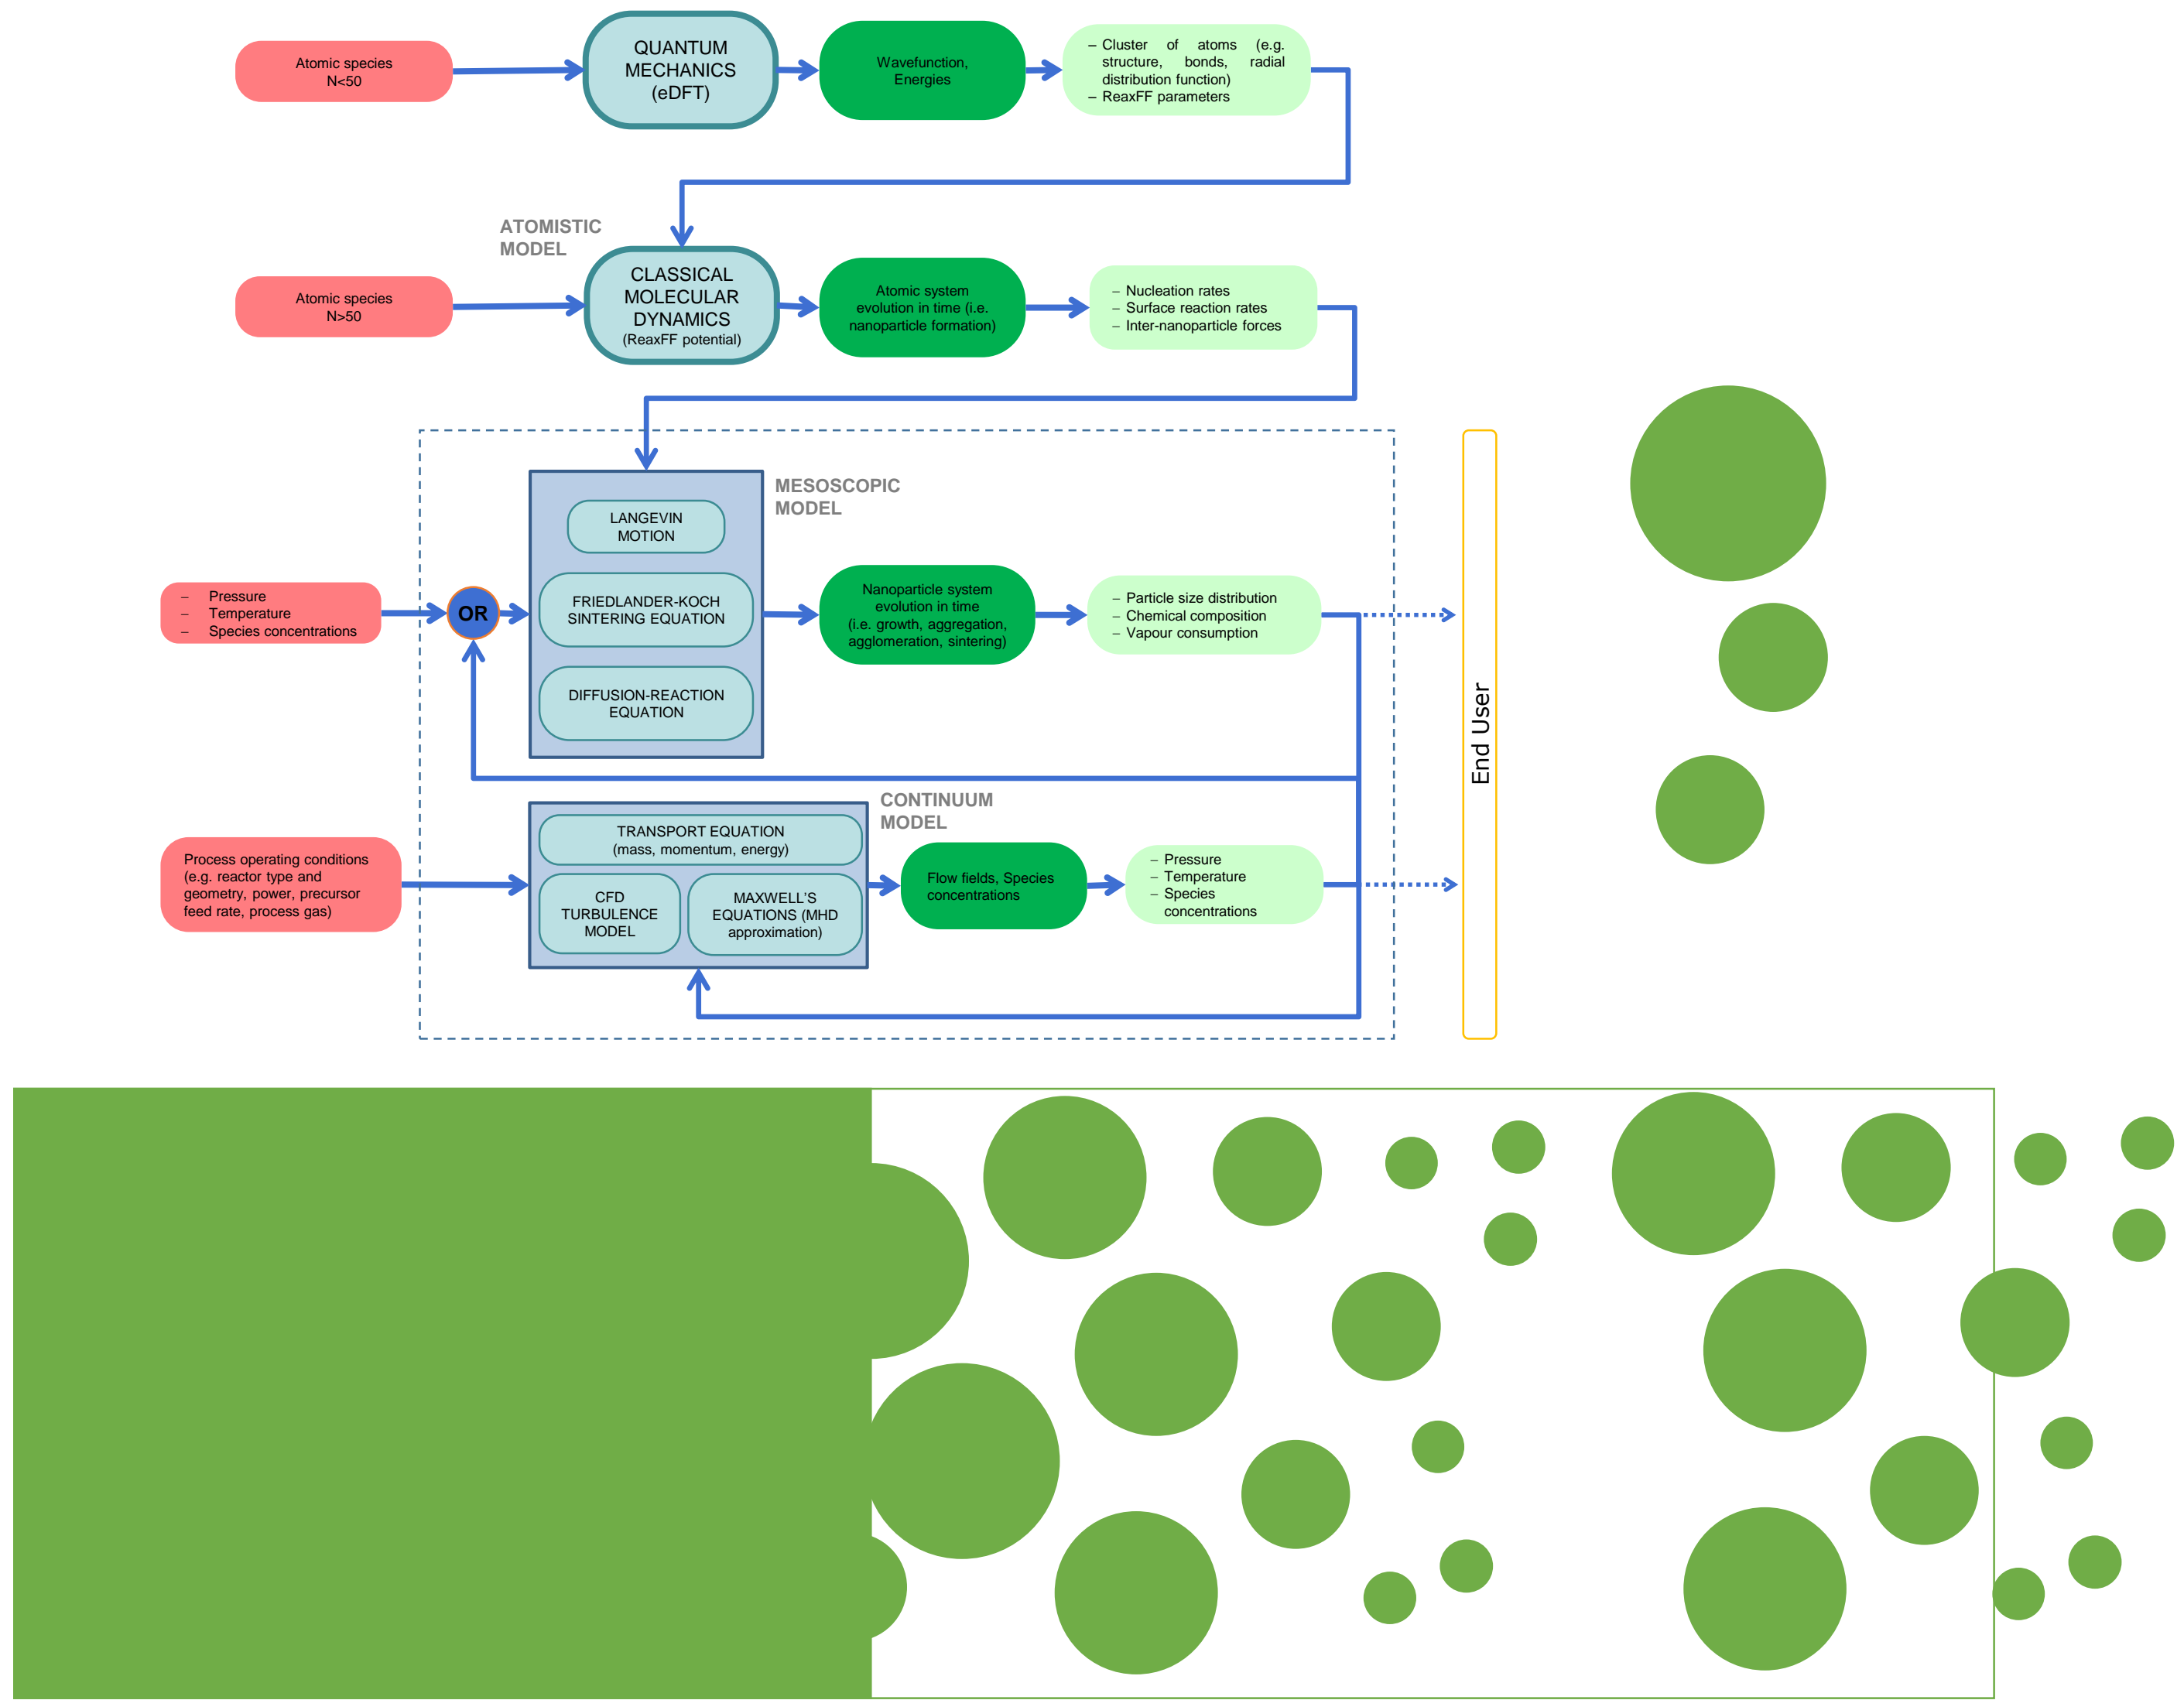 Atomic species
N<50
QUANTUM
MECHANICS
(eDFT)
Wavefunction,
Energies
– Cluster of atoms (e.g.
structure, bonds, radial
distribution function)
– ReaxFF parameters
ATOMISTIC
MODEL
Atomic species
N>50
CLASSICAL
MOLECULAR
DYNAMICS
(ReaxFF potential)
Atomic system
evolution in time (i.e.
nanoparticle formation)
– Nucleation rates
– Surface reaction rates
– Inter-nanoparticle forces
MESOSCOPIC
MODEL
– Pressure
– Temperature
– Species concentrations
OR
LANGEVIN
MOTION
FRIEDLANDER-KOCH
SINTERING EQUATION
DIFFUSION-REACTION
EQUATION
Nanoparticle system
evolution in time
(i.e. growth, aggregation,
agglomeration, sintering)
– Particle size distribution
– Chemical composition
– Vapour consumption
End User
CONTINUUM
MODEL
Process operating conditions
(e.g. reactor type and
geometry, power, precursor
feed rate, process gas)
TRANSPORT EQUATION
(mass, momentum, energy)
CFD
TURBULENCE
MODEL
MAXWELL'S
EQUATIONS (MHD
approximation)
Flow fields, Species
concentrations
– Pressure
– Temperature
– Species
concentrations